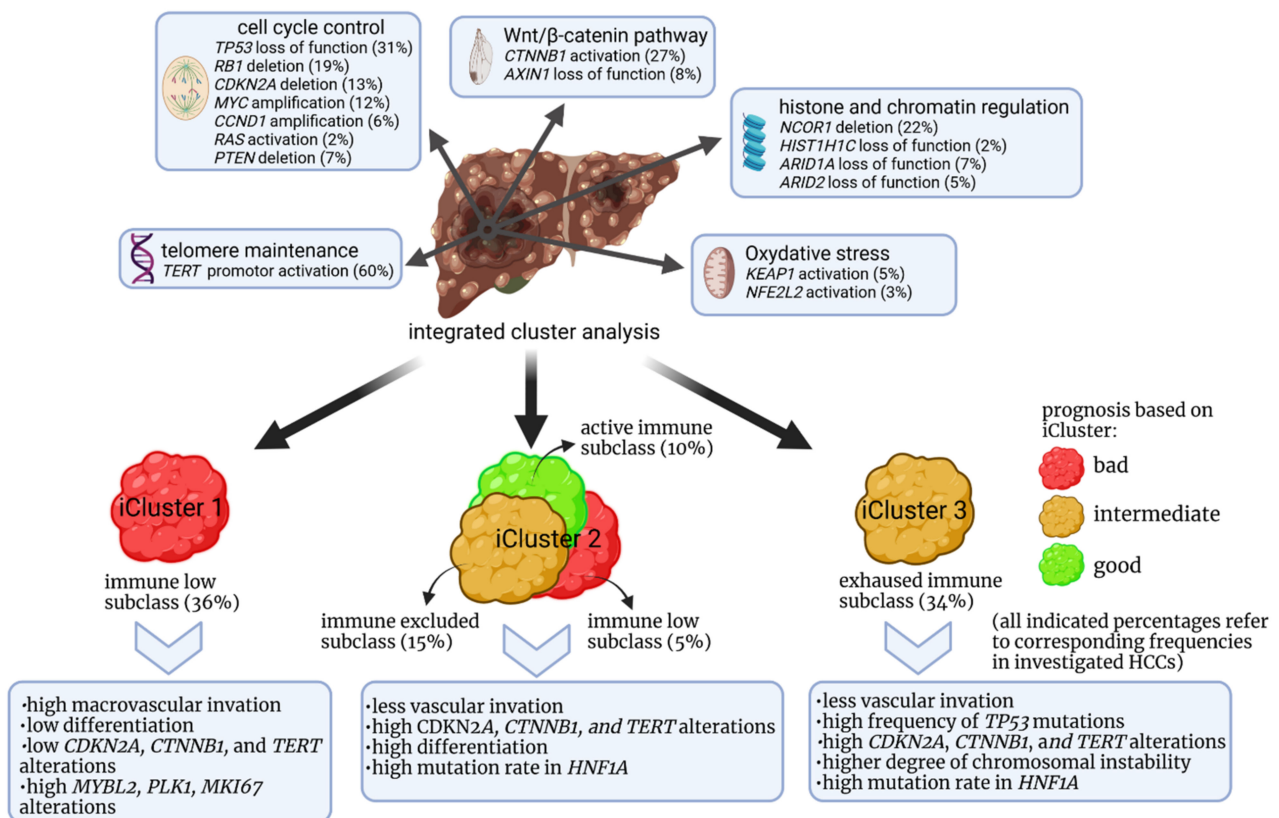 cell cycle control
TP53 loss of function (31%)
RB1 deletion (19%)
CDKN2A deletion (13%)
MYC amplification (12%)
CCND1 amplification (6%)
RAS activation (2%)
PTEN deletion (7%)
Wnt/β-catenin pathway
CTNNB1 activation (27%)
AXIN1 loss of function (8%)
histone and chromatin regulation
NCOR1 deletion (22%)
HIST1H1C loss of function (2%)
ARID1A loss of function (7%)
ARID2 loss of function (5%)
telomere maintenance
TERT promotor activation (60%)
Oxydative stress
KEAP1 activation (5%)
NFE2L2 activation (3%)
integrated cluster analysis
iCluster 1
immune low
subclass (36%)
active immune
subclass (10%)
iCluster 2
immune excluded
subclass (15%)
immune low
subclass (5%)
iCluster 3
exhaused immune
subclass (34%)
prognosis based on
iCluster:
bad
intermediate
good
(all indicated percentages refer
to corresponding frequencies
in investigated HCCs)
·high macrovascular invation
·low differentiation
·low CDKN2A, CTNNB1, and TERT
alterations
·high MYBL2, PLK1, MKI67
alterations
·less vascular invation
·high CDKN2A, CTNNB1, and TERT alterations
·high differentiation
·high mutation rate in HNF1A
·less vascular invation
·high frequency of TP53 mutations
·high CDKN2A, CTNNB1, and TERT alterations
·higher degree of chromosomal instability
·high mutation rate in HNF1A